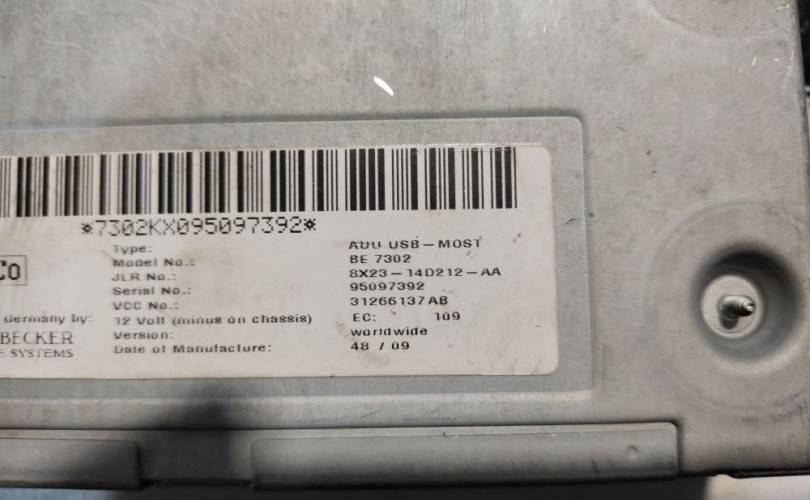 *7302KX095097392*
Type: AUU USB-MOST
Model No.: BE 7302
JLR No.: 8X23-14D212-AA
Serial No.: 95097392
VCC No.: 31266137AB
12 Volt (minus on chassis) EC: 109
Version: worldwide
Date of Manufacture: 48 / 09
Co
Germany by:
BECKER
E SYSTEMS